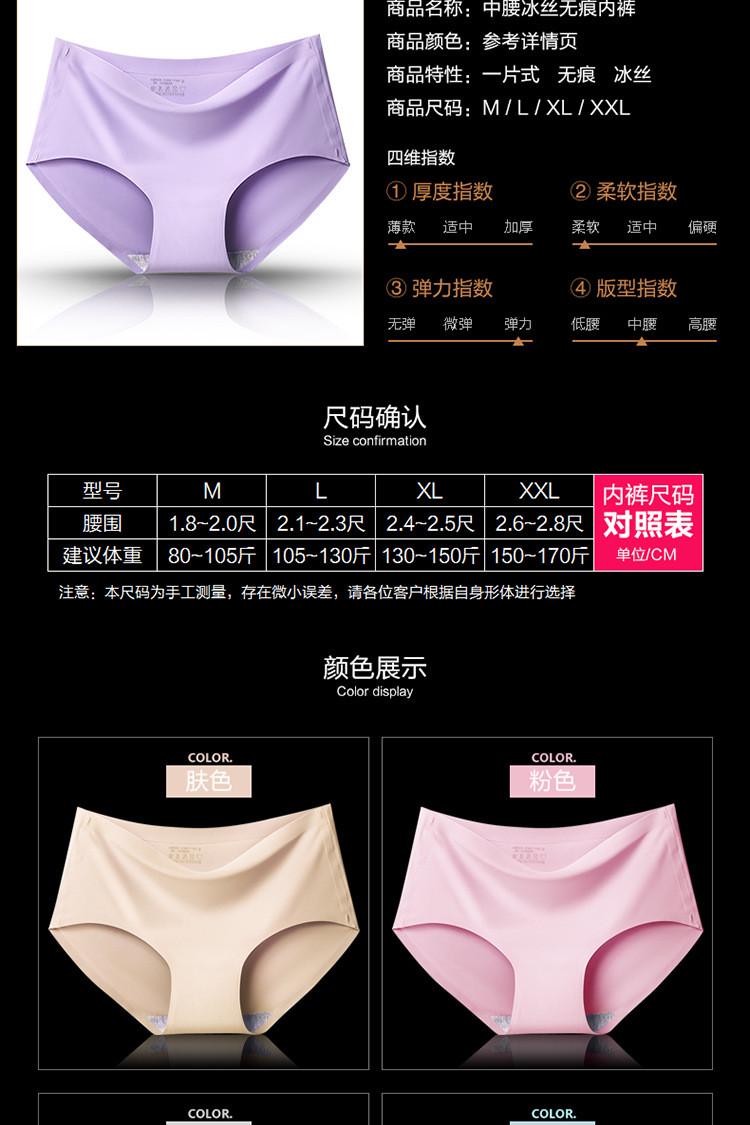 商品名称：中腰冰丝无痕内裤
商品颜色：参考详情页
商品特性：一片式 无痕 冰丝
商品尺码：M / L / XL / XXL
四维指数
① 厚度指数 ② 柔软指数
薄款 适中 加厚 柔软 适中 偏硬
③ 弹力指数 ④ 版型指数
无弹 微弹 弹力 低腰 中腰 高腰
尺码确认
Size confirmation
型号 M L XL XXL
腰围 1.8~2.0尺 2.1~2.3尺 2.4~2.5尺 2.6~2.8尺
建议体重 80~105斤 105~130斤 130~150斤 150~170斤
内裤尺码
对照表
单位/CM
注意：本尺码为手工测量，存在微小误差，请各位客户根据自身形体进行选择
颜色展示
Color display
COLOR. COLOR.
肤色 粉色
COLOR. COLOR.